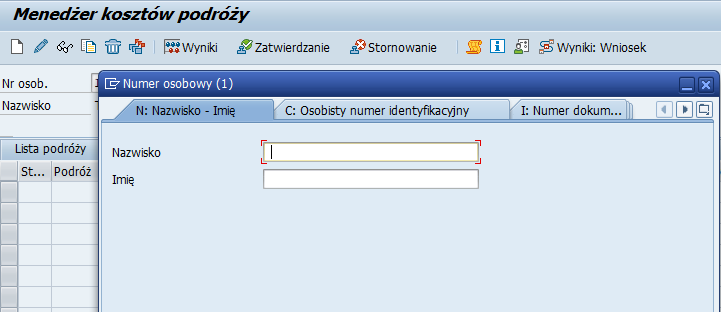 Menedżer kosztów podróży
Wyniki Zatwierdzanie Stornowanie Wyniki: Wniosek
Nr osob.
Numer osobowy (1)
Nazwisko
N: Nazwisko - Imię C: Osobisty numer identyfikacyjny I: Numer dokum...
Lista podróży
Nazwisko
St... Podróż
Imię